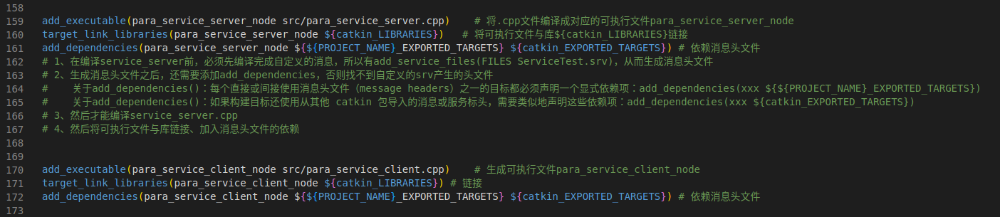 158
159 add_executable(para_service_server_node src/para_service_server.cpp)    # 将.cpp文件编译成对应的可执行文件para_service_server_node
160 target_link_libraries(para_service_server_node ${catkin_LIBRARIES})   # 将可执行文件与库${catkin_LIBRARIES}链接
161 add_dependencies(para_service_server_node ${${PROJECT_NAME}_EXPORTED_TARGETS} ${catkin_EXPORTED_TARGETS}) # 依赖消息头文件
162 # 1、在编译service_server前，必须先编译完成自定义的消息，所以有add_service_files(FILES ServiceTest.srv)，从而生成消息头文件
163 # 2、生成消息头文件之后，还需要添加add_dependencies，否则找不到自定义的srv产生的头文件
164 #    关于add_dependencies()：每个直接或间接使用消息头文件（message headers）之一的目标都必须声明一个显式依赖项：add_dependencies(xxx ${${PROJECT_NAME}_EXPORTED_TARGETS})
165 #    关于add_dependencies()：如果构建目标还使用从其他 catkin 包导入的消息或服务标头，需要类似地声明这些依赖项：add_dependencies(xxx ${catkin_EXPORTED_TARGETS})
166 # 3、然后才能编译service_server.cpp
167 # 4、然后将可执行文件与库链接、加入消息头文件的依赖
168
169
170 add_executable(para_service_client_node src/para_service_client.cpp)    # 生成可执行文件para_service_client_node
171 target_link_libraries(para_service_client_node ${catkin_LIBRARIES}) # 链接
172 add_dependencies(para_service_client_node ${${PROJECT_NAME}_EXPORTED_TARGETS} ${catkin_EXPORTED_TARGETS}) # 依赖消息头文件
173